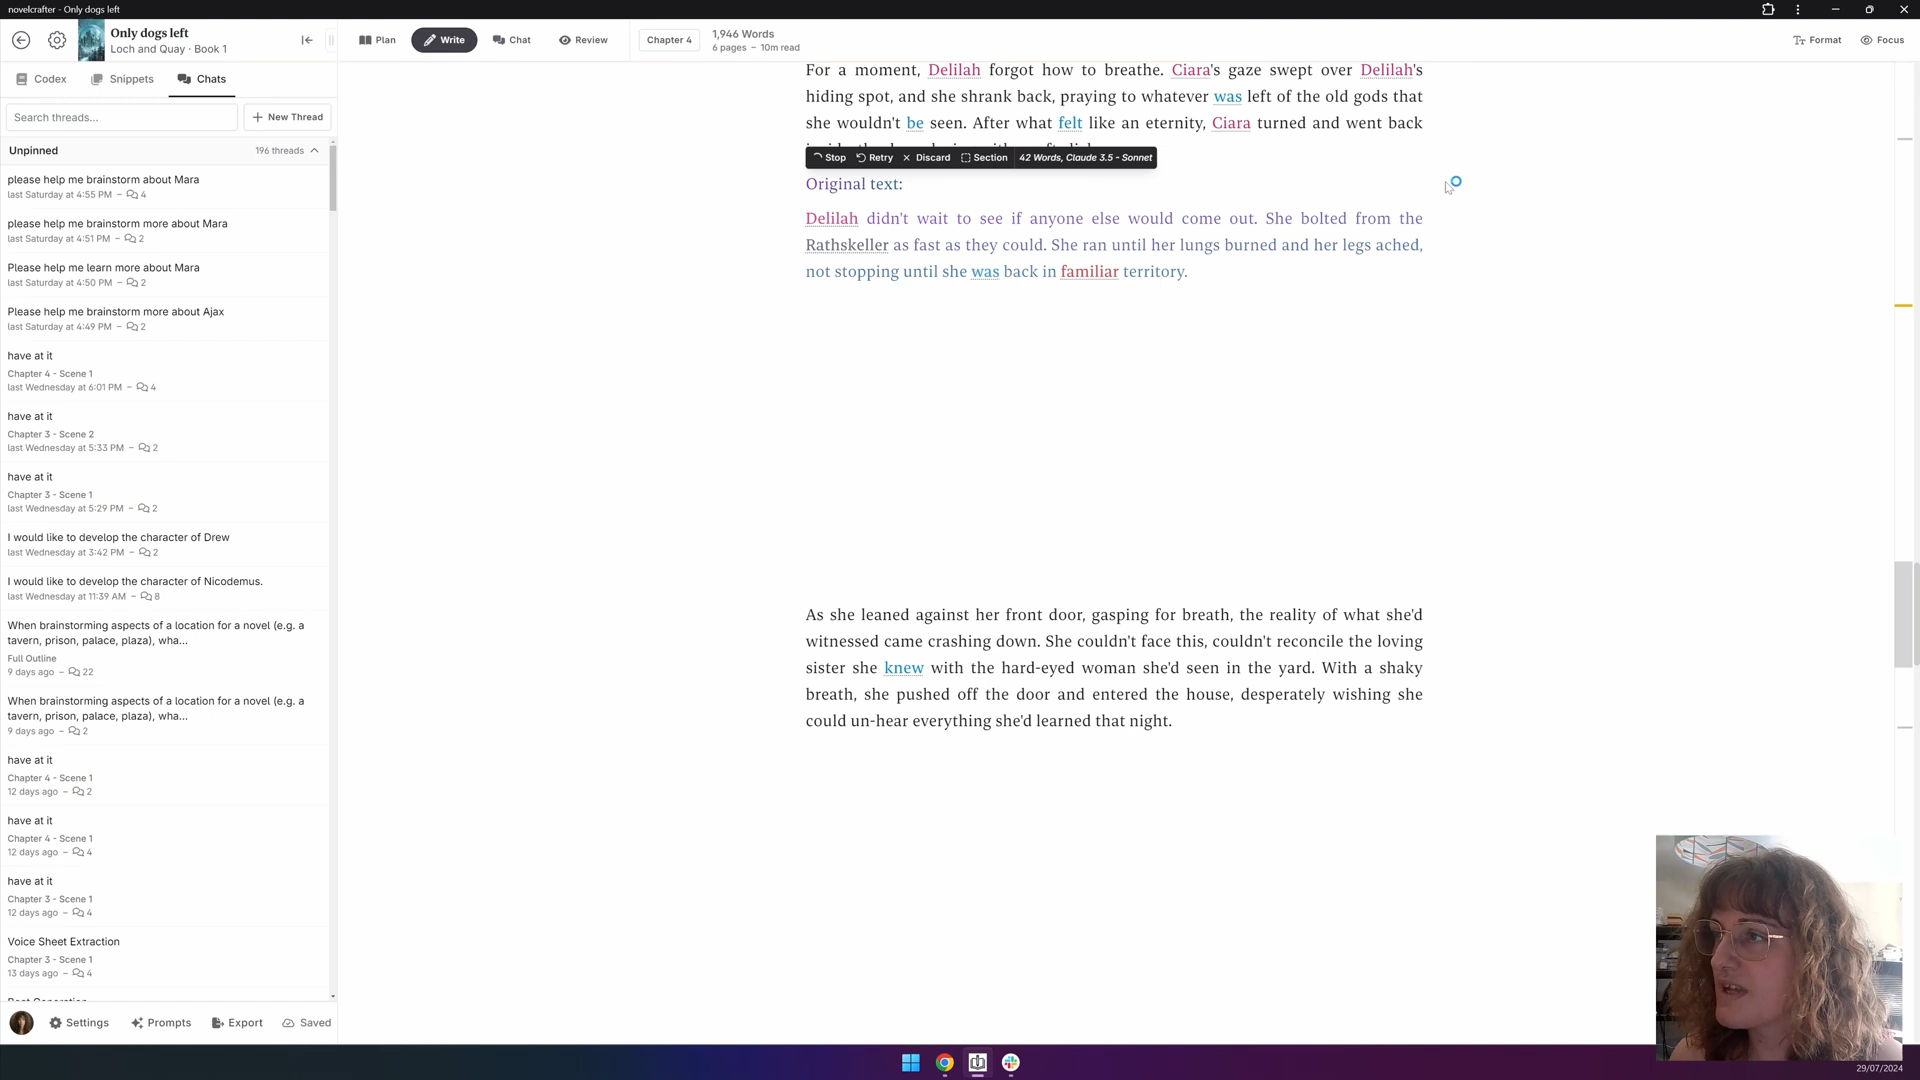 novelcrafter - Only dogs left
Only dogs left
Loch and Quay · Book 1
Plan
Write
Chat
Review
Chapter 4
1,946 Words
6 pages – 10m read
Format
Focus
Codex
Snippets
Chats
Search threads...
New Thread
Unpinned
196 threads
please help me brainstorm about Mara
last Saturday at 4:55 PM – 4
please help me brainstorm more about Mara
last Saturday at 4:51 PM – 2
Please help me learn more about Mara
last Saturday at 4:50 PM – 2
Please help me brainstorm more about Ajax
last Saturday at 4:49 PM – 2
have at it
Chapter 4 - Scene 1
last Wednesday at 6:01 PM – 4
have at it
Chapter 3 - Scene 2
last Wednesday at 5:33 PM – 2
have at it
Chapter 3 - Scene 1
last Wednesday at 5:29 PM – 2
I would like to develop the character of Drew
last Wednesday at 3:42 PM – 2
I would like to develop the character of Nicodemus.
last Wednesday at 11:39 AM – 8
When brainstorming aspects of a location for a novel (e.g. a
tavern, prison, palace, plaza), wha...
Full Outline
9 days ago – 22
When brainstorming aspects of a location for a novel (e.g. a
tavern, prison, palace, plaza), wha...
9 days ago – 2
have at it
Chapter 4 - Scene 1
12 days ago – 2
have at it
Chapter 4 - Scene 1
12 days ago – 4
have at it
Chapter 3 - Scene 1
12 days ago – 4
Voice Sheet Extraction
Chapter 3 - Scene 1
13 days ago – 4
Settings
Prompts
Export
Saved
For a moment, Delilah forgot how to breathe. Ciara's gaze swept over Delilah's
hiding spot, and she shrank back, praying to whatever was left of the old gods that
she wouldn't be seen. After what felt like an eternity, Ciara turned and went back
Stop
Retry
Discard
Section
42 Words, Claude 3.5 - Sonnet
Original text:
Delilah didn't wait to see if anyone else would come out. She bolted from the
Rathskeller as fast as they could. She ran until her lungs burned and her legs ached,
not stopping until she was back in familiar territory.
As she leaned against her front door, gasping for breath, the reality of what she'd
witnessed came crashing down. She couldn't face this, couldn't reconcile the loving
sister she knew with the hard-eyed woman she'd seen in the yard. With a shaky
breath, she pushed off the door and entered the house, desperately wishing she
could un-hear everything she'd learned that night.
29/07/2024